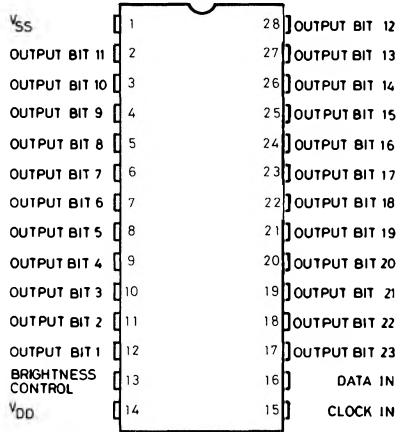 VSS 1 28 OUTPUT BIT 12
OUTPUT BIT 11 2 27 OUTPUT BIT 13
OUTPUT BIT 10 3 26 OUTPUT BIT 14
OUTPUT BIT 9 4 25 OUTPUT BIT 15
OUTPUT BIT 8 5 24 OUTPUT BIT 16
OUTPUT BIT 7 6 23 OUTPUT BIT 17
OUTPUT BIT 6 7 22 OUTPUT BIT 18
OUTPUT BIT 5 8 21 OUTPUT BIT 19
OUTPUT BIT 4 9 20 OUTPUT BIT 20
OUTPUT BIT 3 10 19 OUTPUT BIT 21
OUTPUT BIT 2 11 18 OUTPUT BIT 22
OUTPUT BIT 1 12 17 OUTPUT BIT 23
BRIGHTNESS
CONTROL 13 16 DATA IN
VDD 14 15 CLOCK IN